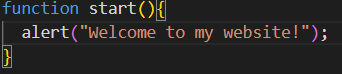 function start(){
  alert("Welcome to my website!");
}